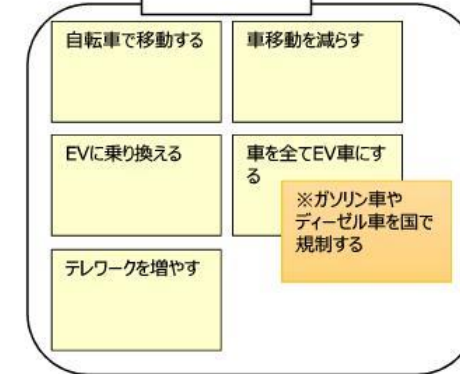 自転車で移動する
車移動を減らす
EVに乗り換える
車を全てEV車にす
る
※ガソリン車や
ディーゼル車を国で
規制する
テレワークを増やす